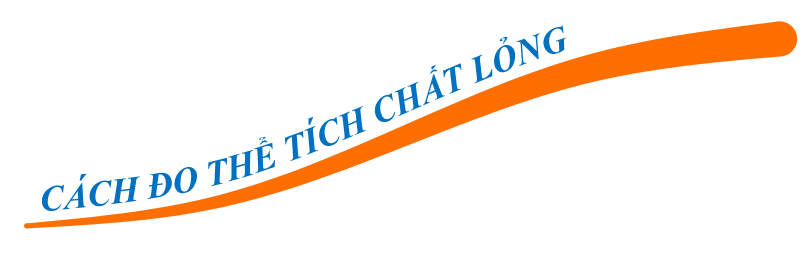 CÁCH ĐO THỂ TÍCH CHẤT LỎNG